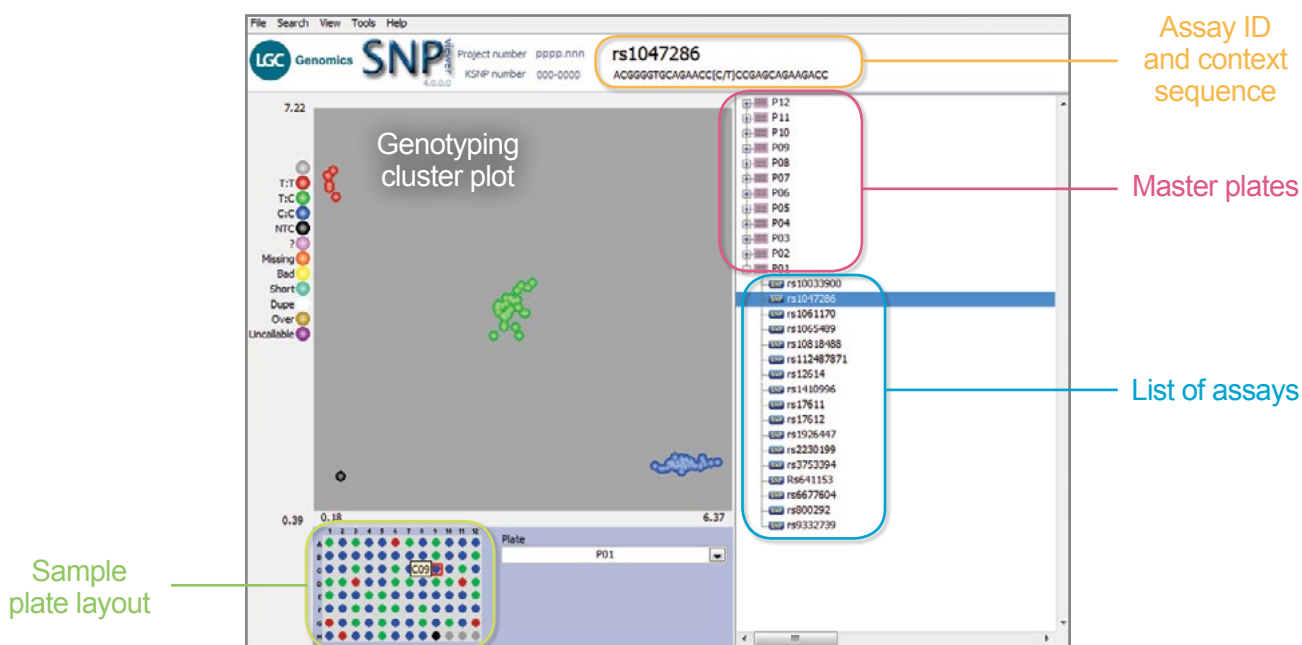 File Search View Tools Help
LGC Genomics SNP viewer 4.0.0.0
Project number pppp.nnn
KSNP number 000-0000
rs1047286
ACGGGGTGCAGAACC[C/T]CCGAGCAGAAGACC
Assay ID
and context
sequence
7.22
Genotyping
cluster plot
T:T
T:C
C:C
NTC
?
Missing
Bad
Short
Dupe
Over
Uncallable
0.39
0.18
6.37
P12
P11
P10
P09
P08
P07
P06
P05
P04
P03
P02
P01
Master plates
rs10033900
rs1047286
rs1061170
rs1065489
rs10818488
rs112487871
rs12614
rs1410996
rs17611
rs17612
rs1926447
rs2230199
rs3753394
Rs641153
rs6677604
rs800292
rs9332739
List of assays
Sample
plate layout
1 2 3 4 5 6 7 8 9 10 11 12
A
B
C
D
E
F
G
H
C09
Plate
P01